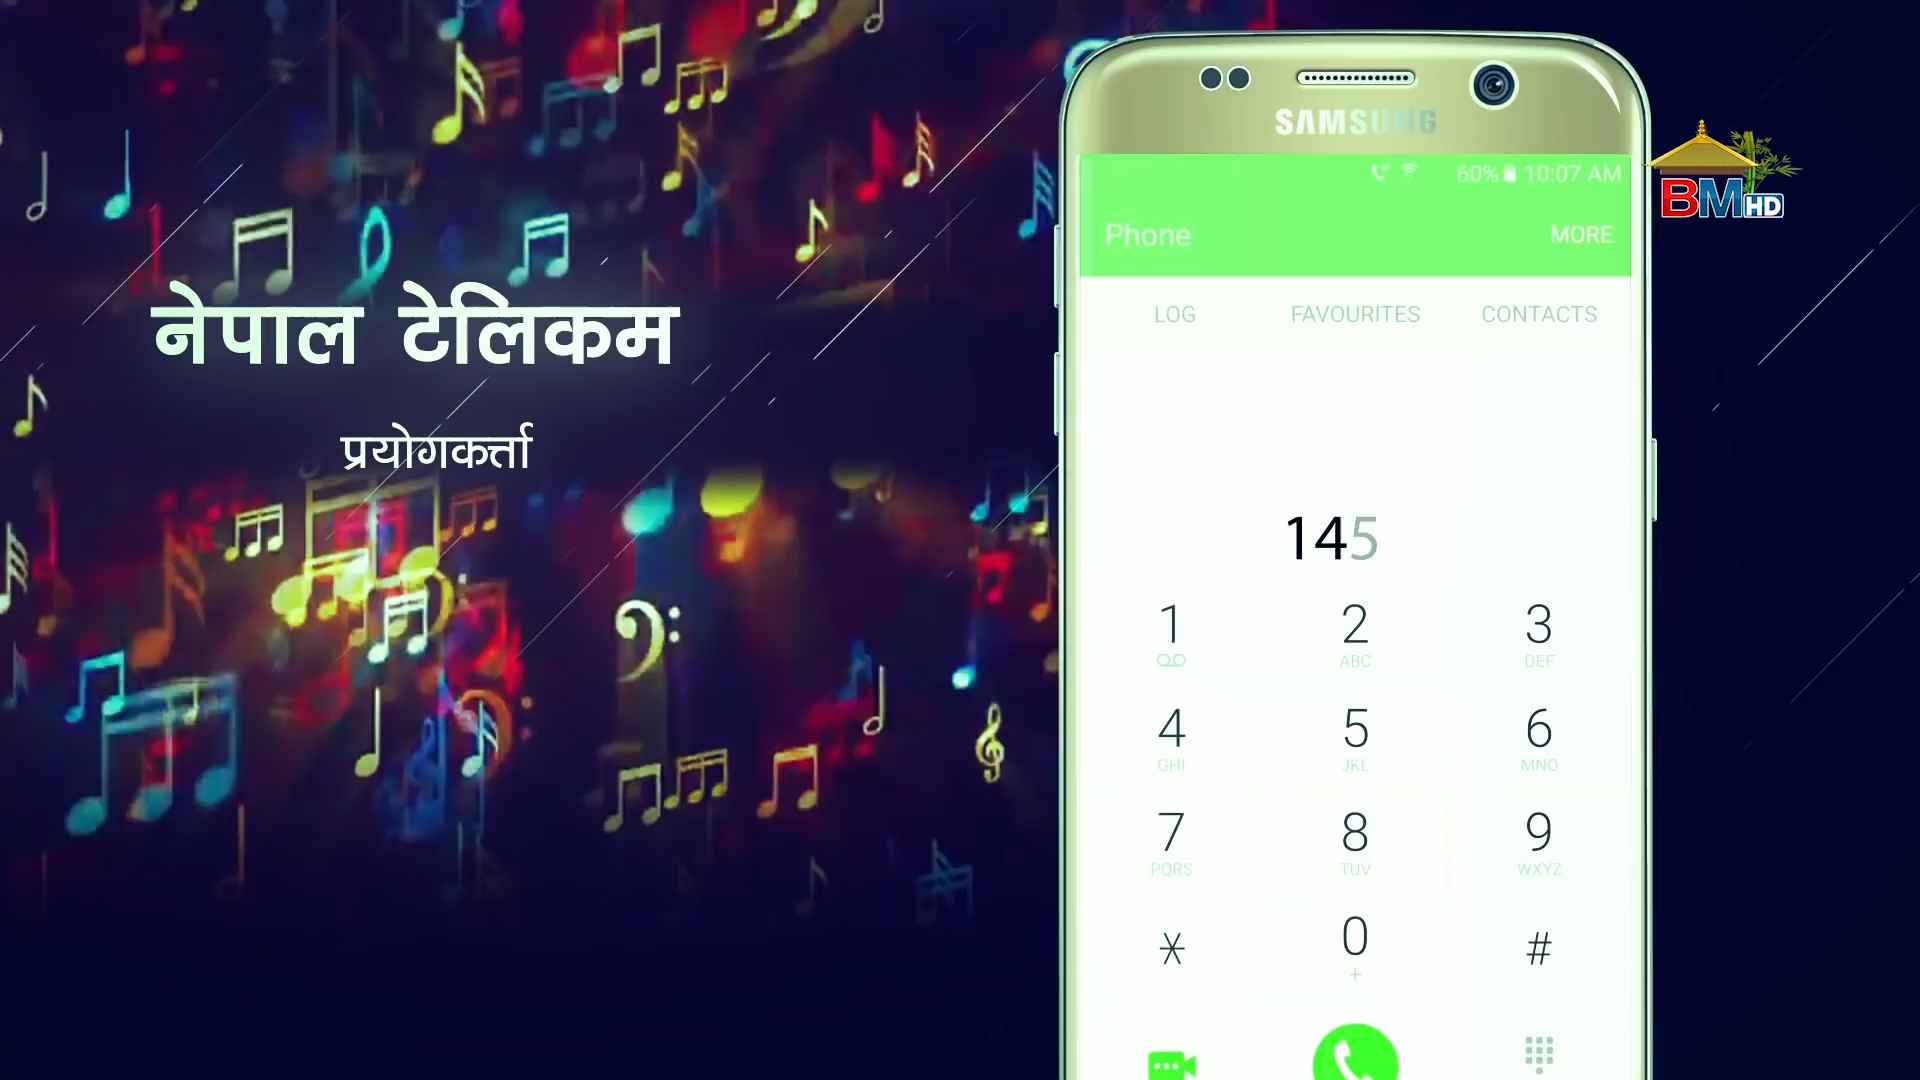 नेपाल टेलिकम
प्रयोगकर्त्ता
SAMSUNG
60% 10:07 AM
Phone MORE
LOG FAVOURITES CONTACTS
145
1 2 3
ABC DEF
4 5 6
GHI JKL MNO
7 8 9
PQRS TUV WXYZ
* 0 #
+
BMHD